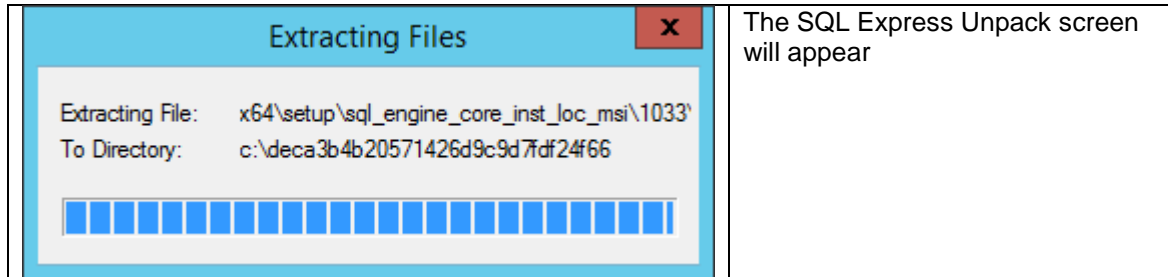 Extracting Files
x
Extracting File: x64\setup\sql_engine_core_inst_loc_msi\1033\
To Directory: c:\deca3b4b20571426d9c9d7fdf24f66
The SQL Express Unpack screen
will appear